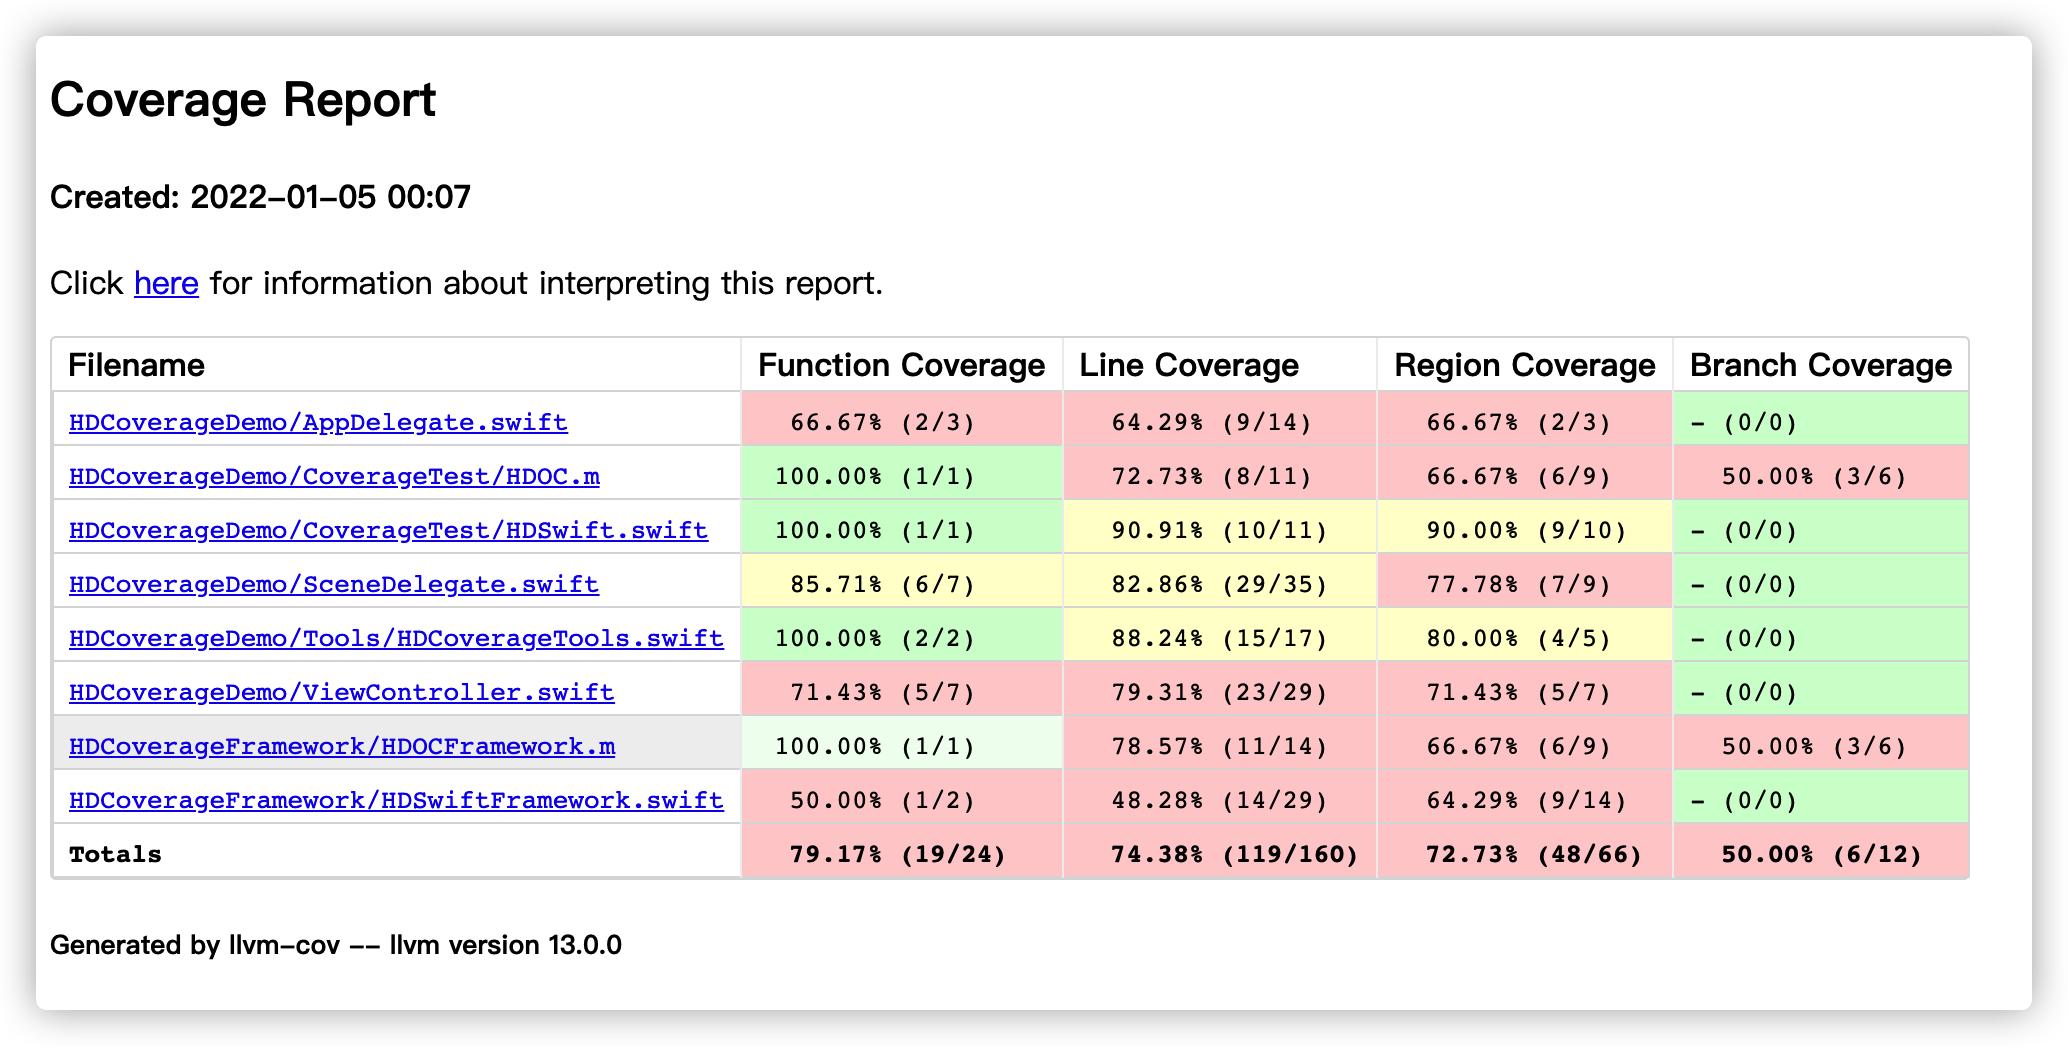 Coverage Report
Created: 2022-01-05 00:07
Click here for information about interpreting this report.
Filename Function Coverage Line Coverage Region Coverage Branch Coverage
HDCoverageDemo/AppDelegate.swift 66.67% (2/3) 64.29% (9/14) 66.67% (2/3) - (0/0)
HDCoverageDemo/CoverageTest/HDOC.m 100.00% (1/1) 72.73% (8/11) 66.67% (6/9) 50.00% (3/6)
HDCoverageDemo/CoverageTest/HDSwift.swift 100.00% (1/1) 90.91% (10/11) 90.00% (9/10) - (0/0)
HDCoverageDemo/SceneDelegate.swift 85.71% (6/7) 82.86% (29/35) 77.78% (7/9) - (0/0)
HDCoverageDemo/Tools/HDCoverageTools.swift 100.00% (2/2) 88.24% (15/17) 80.00% (4/5) - (0/0)
HDCoverageDemo/ViewController.swift 71.43% (5/7) 79.31% (23/29) 71.43% (5/7) - (0/0)
HDCoverageFramework/HDOCFramework.m 100.00% (1/1) 78.57% (11/14) 66.67% (6/9) 50.00% (3/6)
HDCoverageFramework/HDSwiftFramework.swift 50.00% (1/2) 48.28% (14/29) 64.29% (9/14) - (0/0)
Totals 79.17% (19/24) 74.38% (119/160) 72.73% (48/66) 50.00% (6/12)
Generated by llvm-cov -- llvm version 13.0.0